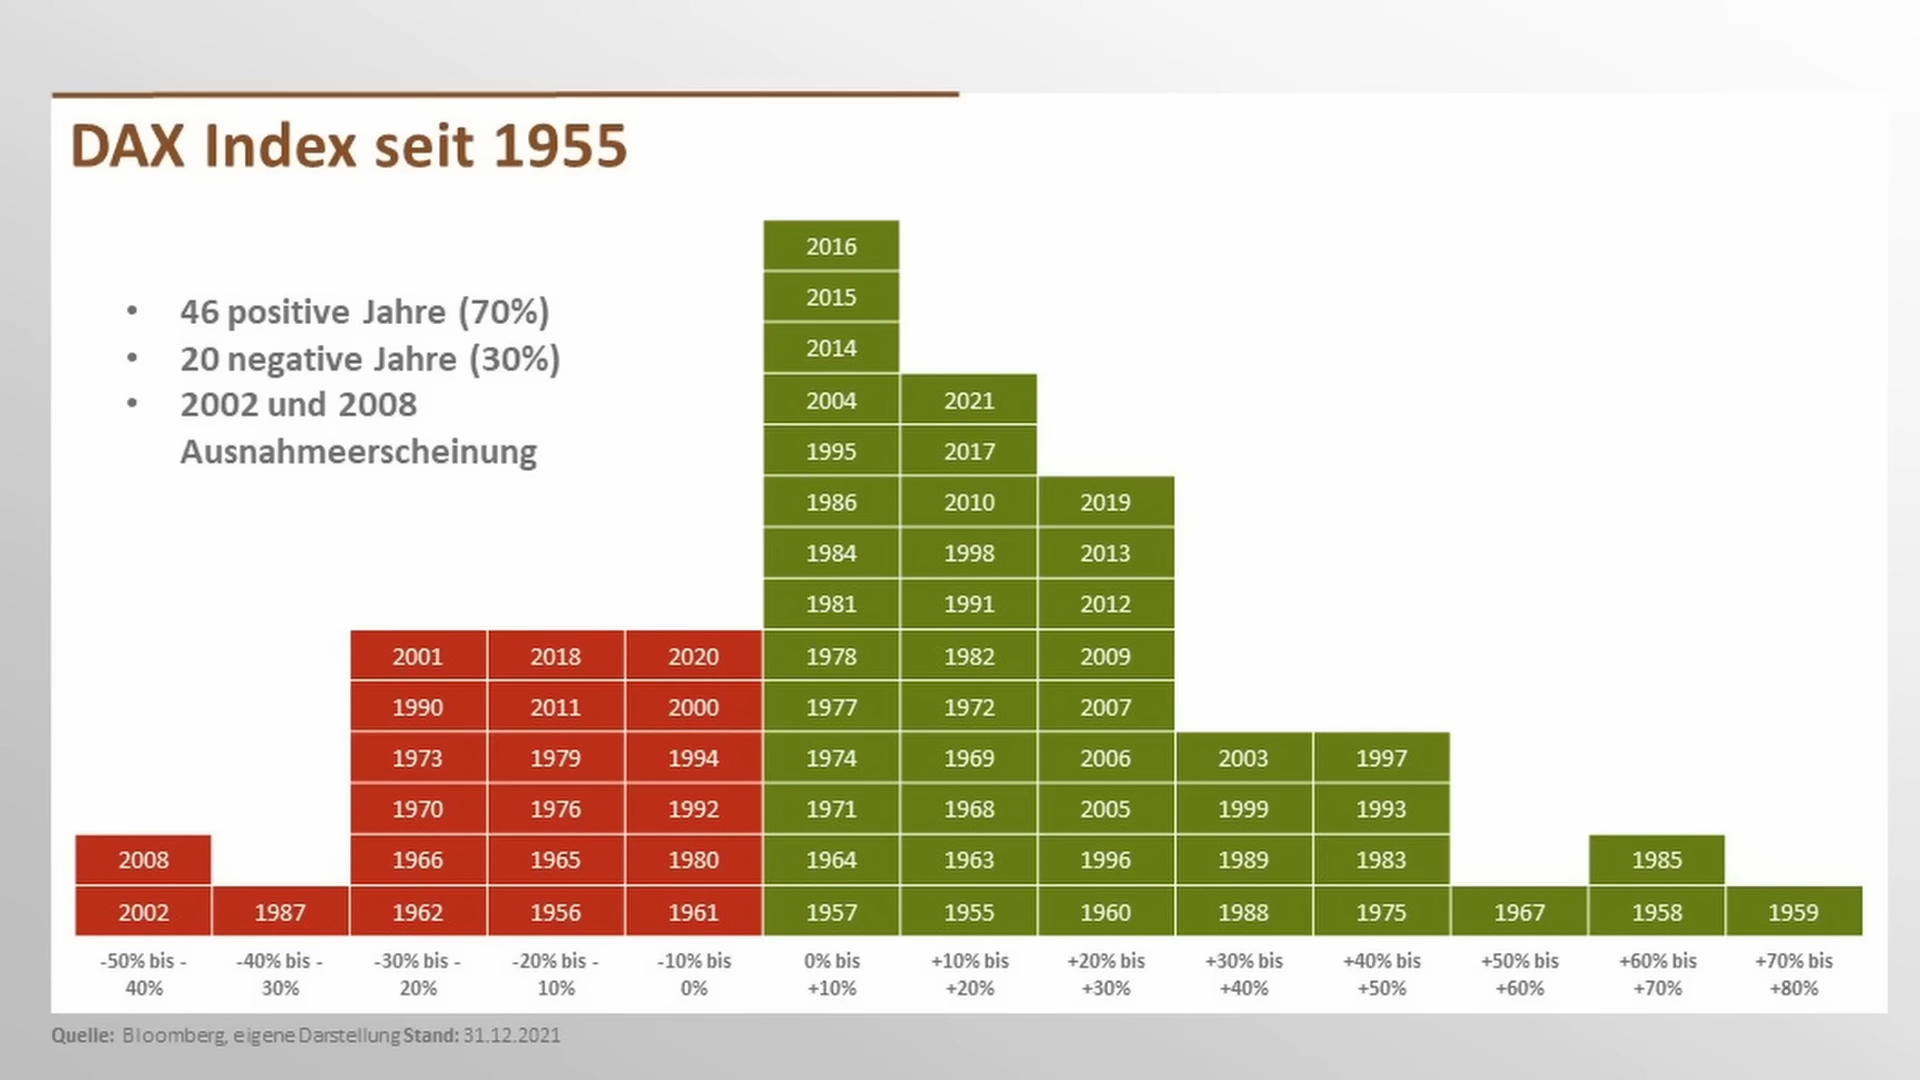 DAX Index seit 1955
• 46 positive Jahre (70%)
• 20 negative Jahre (30%)
• 2002 und 2008
Ausnahmeerscheinung
2016
2015
2014
2004 2021
1995 2017
1986 2010 2019
1984 1998 2013
1981 1991 2012
2001 2018 2020 1978 1982 2009
1990 2011 2000 1977 1972 2007
1973 1979 1994 1974 1969 2006 2003 1997
1970 1976 1992 1971 1968 2005 1999 1993
2008 1966 1965 1980 1964 1963 1996 1989 1983 1985
2002 1987 1962 1956 1961 1957 1955 1960 1988 1975 1967 1958 1959
-50% bis - -40% bis - -30% bis - -20% bis - -10% bis 0% bis +10% bis +20% bis +30% bis +40% bis +50% bis +60% bis +70% bis
40% 30% 20% 10% 0% +10% +20% +30% +40% +50% +60% +70% +80%
Quelle: Bloomberg, eigene Darstellung Stand: 31.12.2021